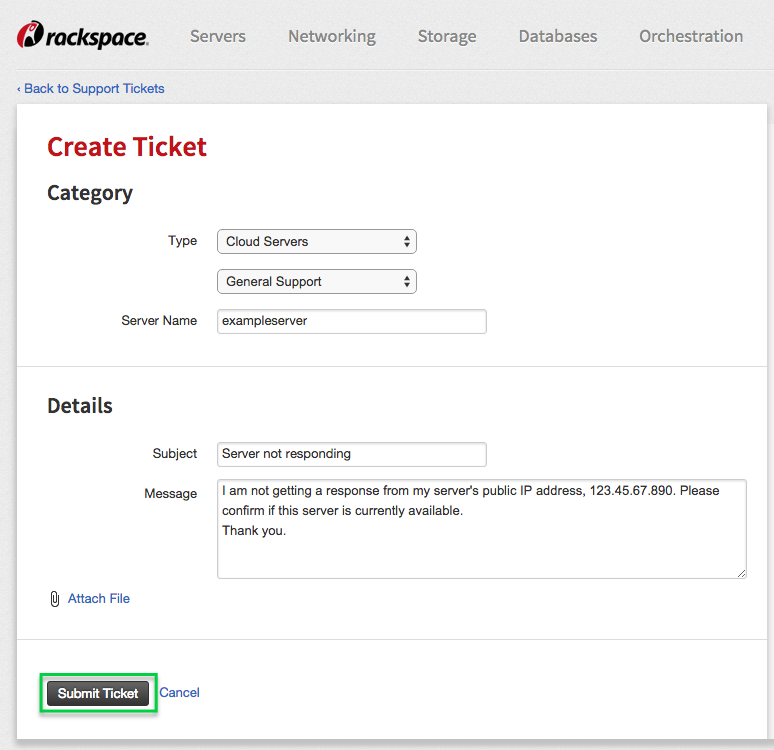 rackspace.
Servers Networking Storage Databases Orchestration
‹ Back to Support Tickets
Create Ticket
Category
Type Cloud Servers
General Support
Server Name exampleserver
Details
Subject Server not responding
Message I am not getting a response from my server's public IP address, 123.45.67.890. Please
confirm if this server is currently available.
Thank you.
Attach File
Submit Ticket Cancel